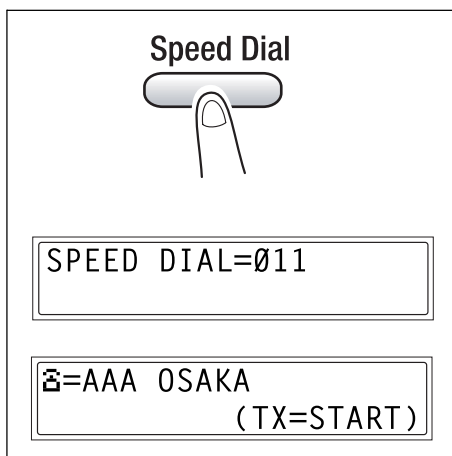 Speed Dial
SPEED DIAL=Ø11
☎=AAA OSAKA
(TX=START)